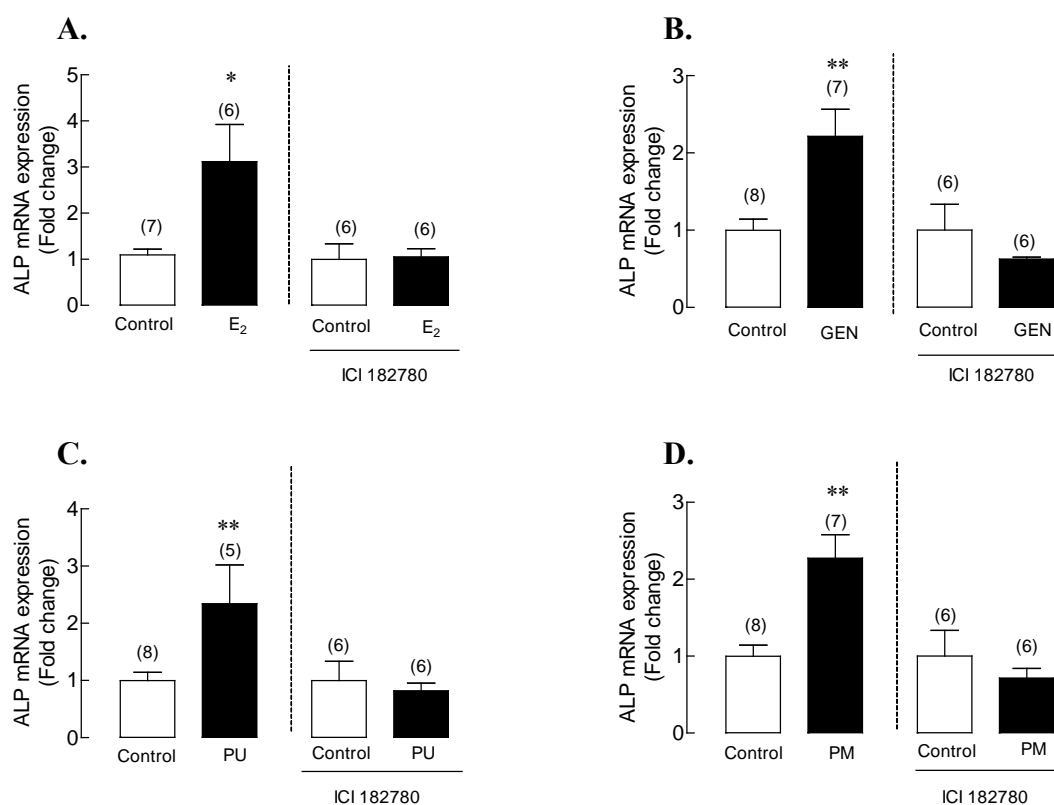 A.
ALP mRNA expression
(Fold change)
5
4
3
2
1
0
(7)
*
(6)
(6)
(6)
Control
E₂
Control
E₂
ICI 182780
B.
ALP mRNA expression
(Fold change)
3
2
1
0
(8)
**
(7)
(6)
(6)
Control
GEN
Control
GEN
ICI 182780
C.
ALP mRNA expression
(Fold change)
4
3
2
1
0
(8)
**
(5)
(6)
(6)
Control
PU
Control
PU
ICI 182780
D.
ALP mRNA expression
(Fold change)
3
2
1
0
(8)
**
(7)
(6)
(6)
Control
PM
Control
PM
ICI 182780